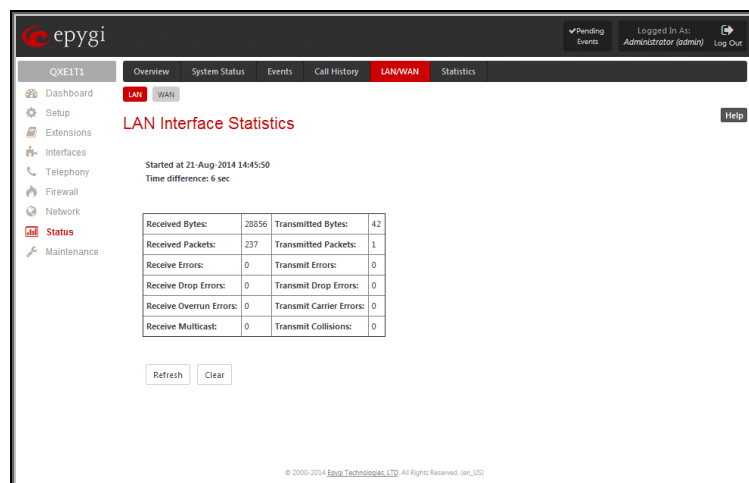 epygi
Pending Events
Logged In As:
Administrator (admin)
Log Out
QXE1T1
Overview System Status Events Call History LAN/WAN Statistics
Dashboard
Setup
Extensions
Interfaces
Telephony
Firewall
Network
Status
Maintenance
LAN WAN
Help
LAN Interface Statistics
Started at 21-Aug-2014 14:45:50
Time difference: 6 sec
Received Bytes: 28856 Transmitted Bytes: 42
Received Packets: 237 Transmitted Packets: 1
Receive Errors: 0 Transmit Errors: 0
Receive Drop Errors: 0 Transmit Drop Errors: 0
Receive Overrun Errors: 0 Transmit Carrier Errors: 0
Receive Multicast: 0 Transmit Collisions: 0
Refresh Clear
© 2000-2014 Epygi Technologies, LTD. All Rights Reserved. (en_US)